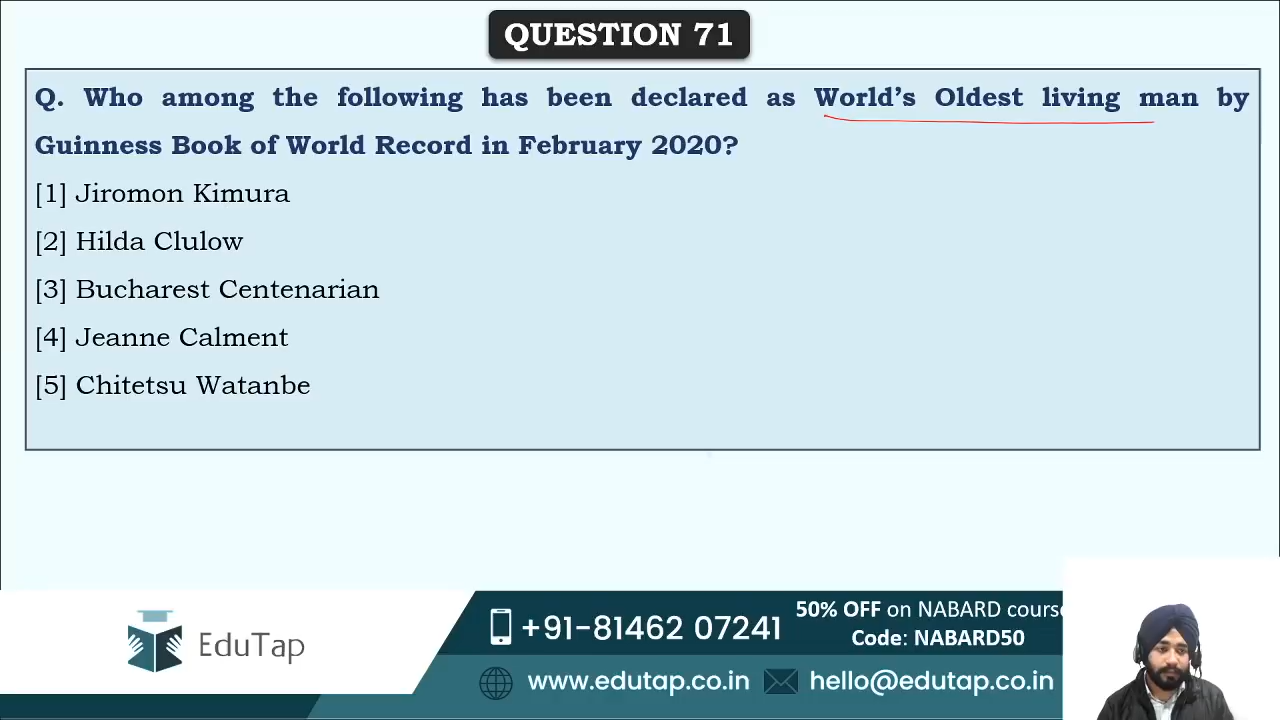 QUESTION 71
Q. Who among the following has been declared as World's Oldest living man by
Guinness Book of World Record in February 2020?
[1] Jiromon Kimura
[2] Hilda Clulow
[3] Bucharest Centenarian
[4] Jeanne Calment
[5] Chitetsu Watanbe
EduTap
+91-81462 07241
50% OFF on NABARD course
Code: NABARD50
www.edutap.co.in
hello@edutap.co.in